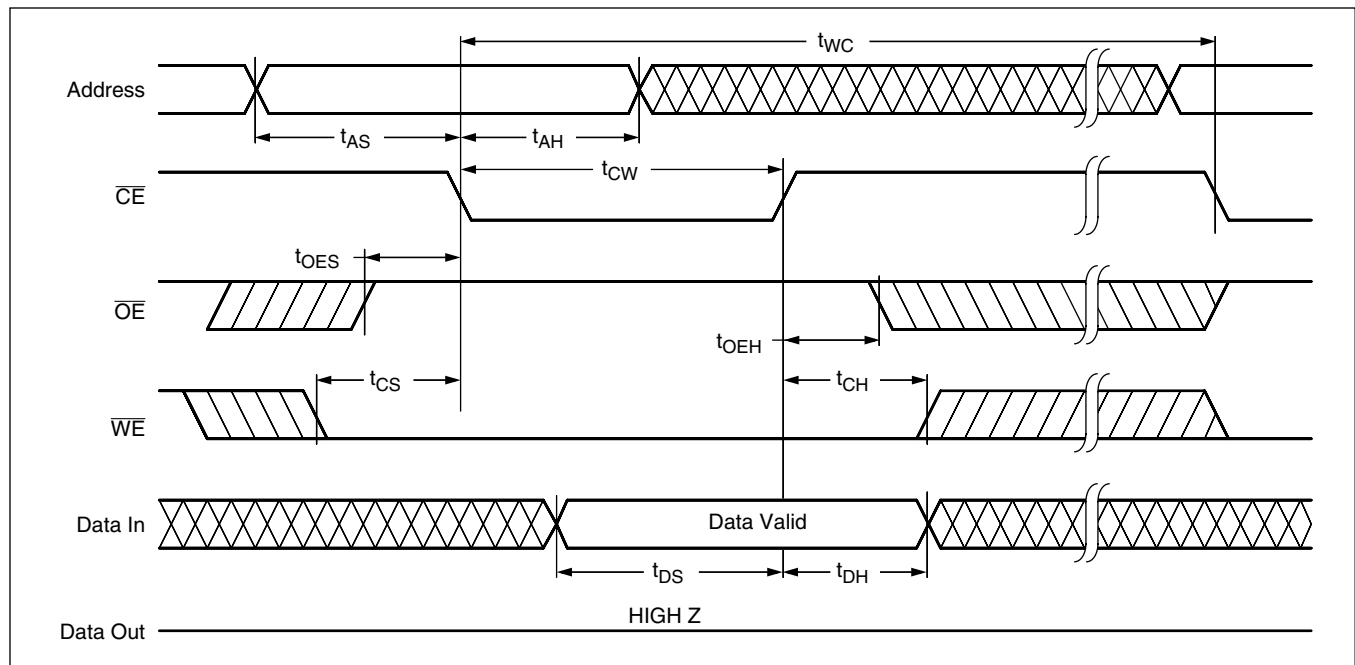 tWC
Address
tAS
tAH
tCW
CE
tOES
OE
tOEH
tCS
tCH
WE
Data In
Data Valid
tDS
tDH
HIGH Z
Data Out